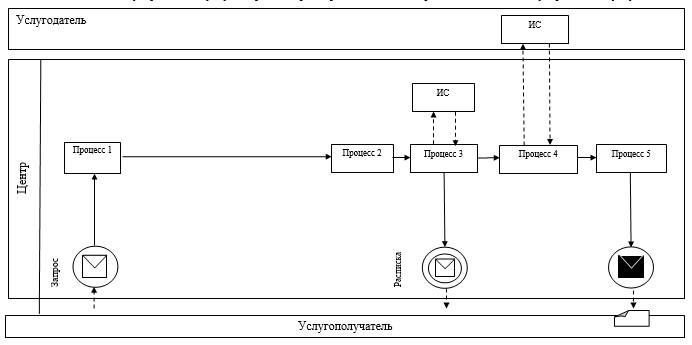 Услугодатель
ИС
ИС
Процесс 1
Процесс 2
Процесс 3
Процесс 4
Процесс 5
Центр
Запрос
Расписка
Услугополучатель